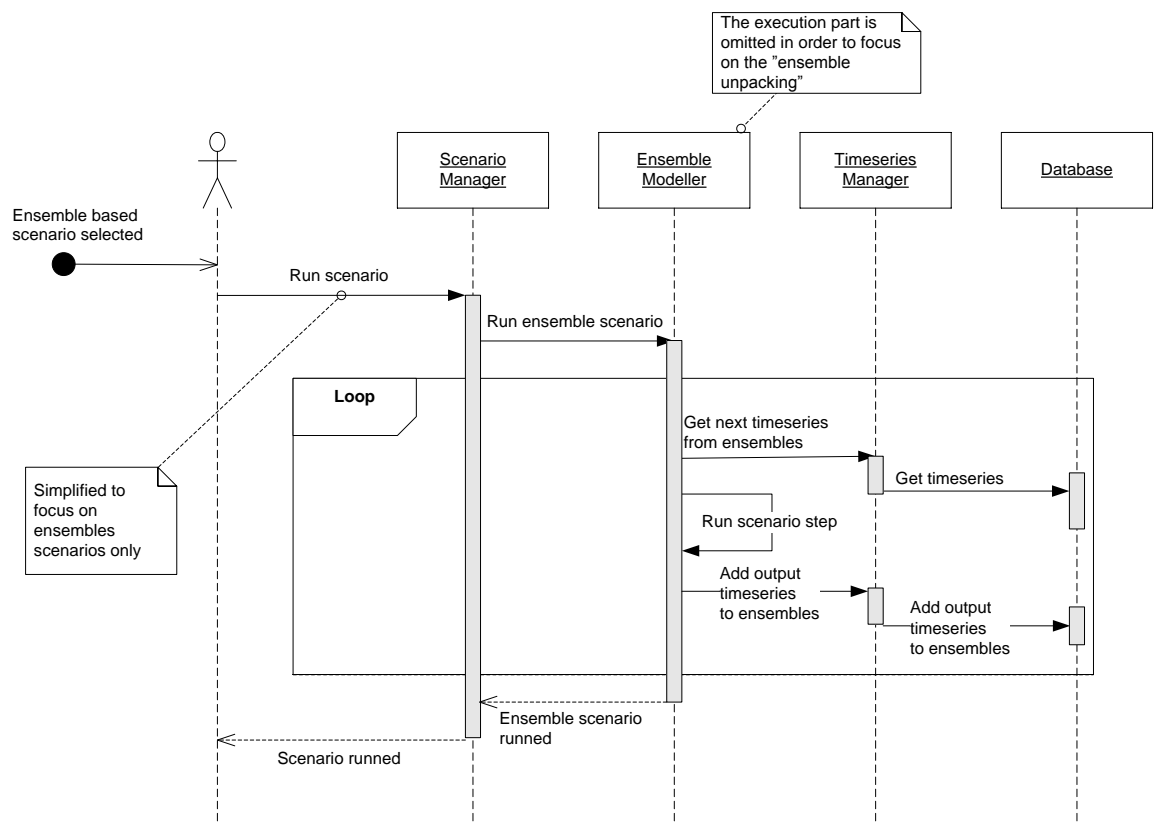 The execution part is
omitted in order to focus
on the ”ensemble
unpacking”
Scenario
Manager
Ensemble
Modeller
Timeseries
Manager
Database
Ensemble based
scenario selected
Run scenario
Run ensemble scenario
Loop
Get next timeseries
from ensembles
Get timeseries
Simplified to
focus on
ensembles
scenarios only
Run scenario step
Add output
timeseries
to ensembles
Add output
timeseries
to ensembles
Ensemble scenario
runned
Scenario runned